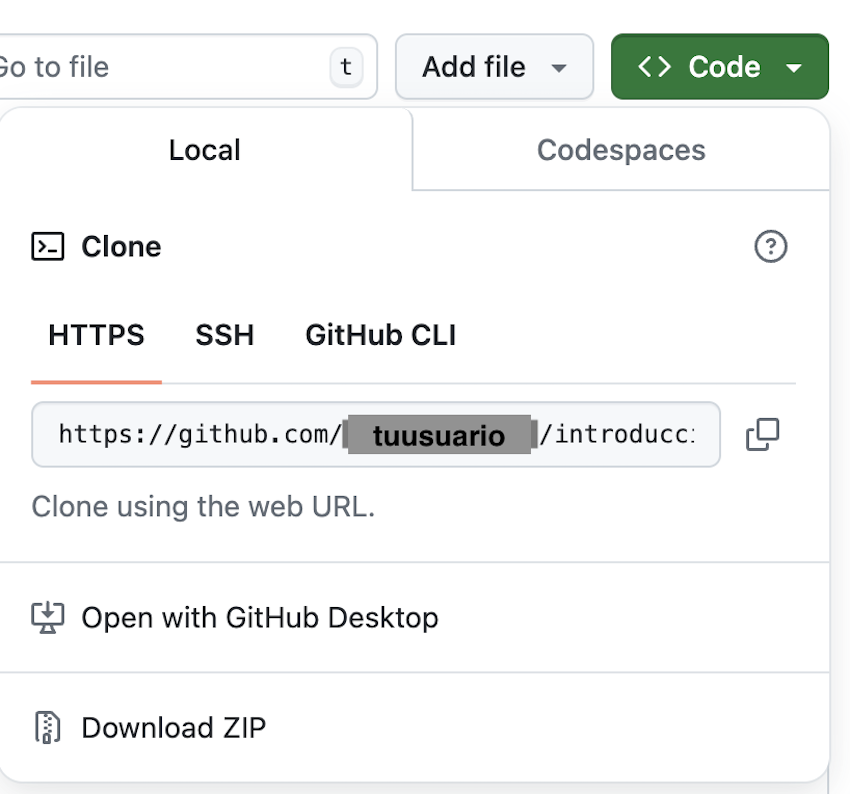 Go to file t Add file <> Code
Local Codespaces
Clone
HTTPS SSH GitHub CLI
https://github.com/ tuusuario /introducci
Clone using the web URL.
Open with GitHub Desktop
Download ZIP